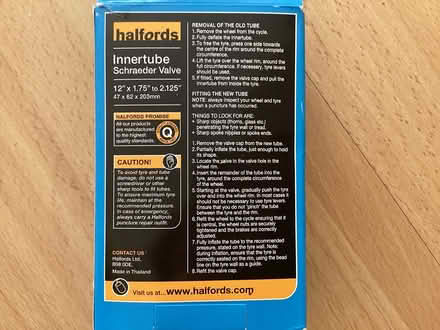 halfords
Innertube
Schraeder Valve
12" x 1.75" to 2.125"
47 x 62 x 203mm
HALFORDS PROMISE
All our products
are manufactured
to the highest
quality standards.
Q
CAUTION!
To avoid tyre and tube
damage, do not use a
screwdriver or other
sharp tools to fit tubes.
To ensure maximum tyre
life, maintain at the
recommended pressure.
In case of emergency,
always carry a Halfords
puncture repair outfit.
CONTACT US
Halfords Ltd,
B98 0DE.
Made in Thailand
REMOVAL OF THE OLD TUBE
1. Remove the wheel from the cycle.
2. Fully deflate the innertube.
3. To free the tyre, press one side towards
the centre of the rim around the complete
circumference.
4. Lift the tyre over the wheel rim, around the
full circumference. If necessary, tyre levers
should be used.
5. If fitted, remove the valve cap and pull the
innertube from inside the tyre.
FITTING THE NEW TUBE
NOTE: always inspect your wheel and tyre
when a puncture has occurred.
THINGS TO LOOK FOR ARE:
• Sharp objects (thorns, glass etc.)
penetrating the tyre wall or tread.
• Sharp spoke nipples or spoke ends.
1. Remove the valve cap from the new tube.
2. Partially inflate the tube, just enough to hold
its shape.
3. Locate the valve in the valve hole in the
wheel rim.
4. Insert the remainder of the tube into the
tyre, around the complete circumference
of the wheel.
5. Starting at the valve, gradually push the tyre
over and into the wheel rim. In most cases it
should not be necessary to use tyre levers.
Ensure that you do not "pinch" the tube
between the tyre and the rim.
6. Refit the wheel to the cycle ensuring that it
is central, the wheel nuts are securely
tightened and the brakes are correctly
adjusted.
7. Fully inflate the tube to the recommended
pressure, stated on the tyre wall. Note:
during inflation, ensure that the tyre is
correctly seated on the rim, using the bead
line on the tyre wall as a guide.
8. Refit the valve cap.
Visit us at... www.halfords.com